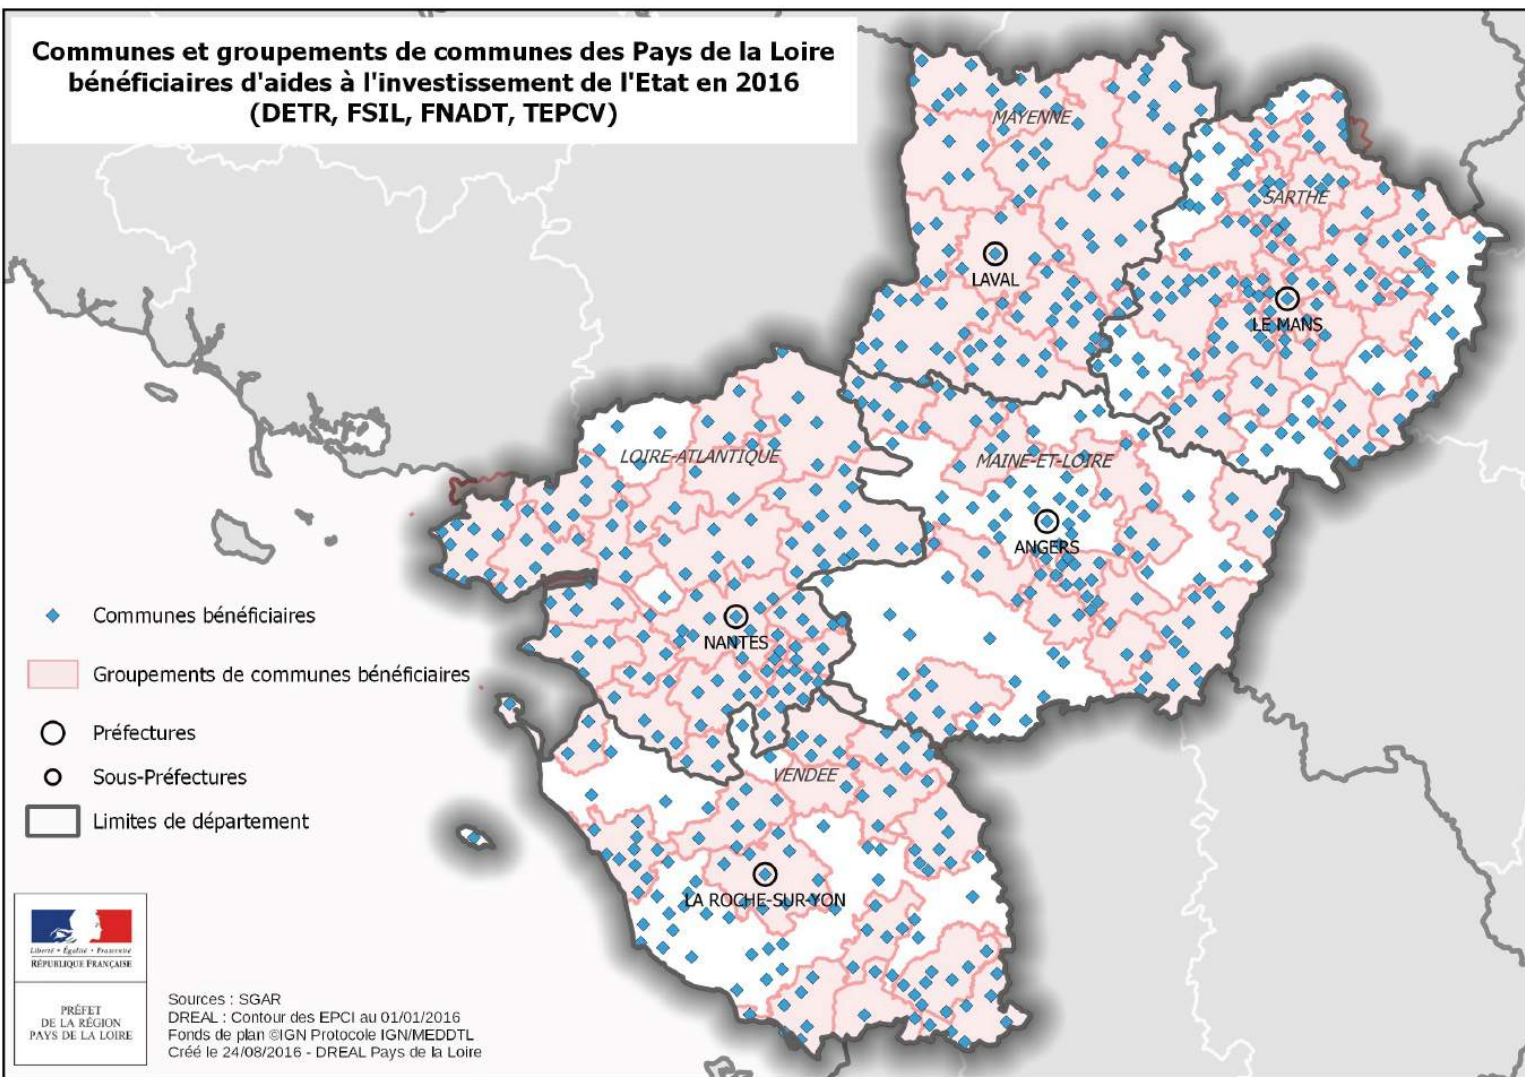 Communes et groupements de communes des Pays de la Loire
bénéficiaires d'aides à l'investissement de l'Etat en 2016
(DETR, FSIL, FNADT, TEPCV)
MAYENNE
SARTHE
LAVAL
LE MANS
LOIRE-ATLANTIQUE
MAINE-ET-LOIRE
ANGERS
NANTES
VENDEE
LA ROCHE-SUR-YON
Communes bénéficiaires
Groupements de communes bénéficiaires
Préfectures
Sous-Préfectures
Limites de département
Liberté • Égalité • Fraternité
RÉPUBLIQUE FRANÇAISE
PRÉFET
DE LA RÉGION
PAYS DE LA LOIRE
Sources : SGAR
DREAL : Contour des EPCI au 01/01/2016
Fonds de plan ©IGN Protocole IGN/MEDDTL
Créé le 24/08/2016 - DREAL Pays de la Loire